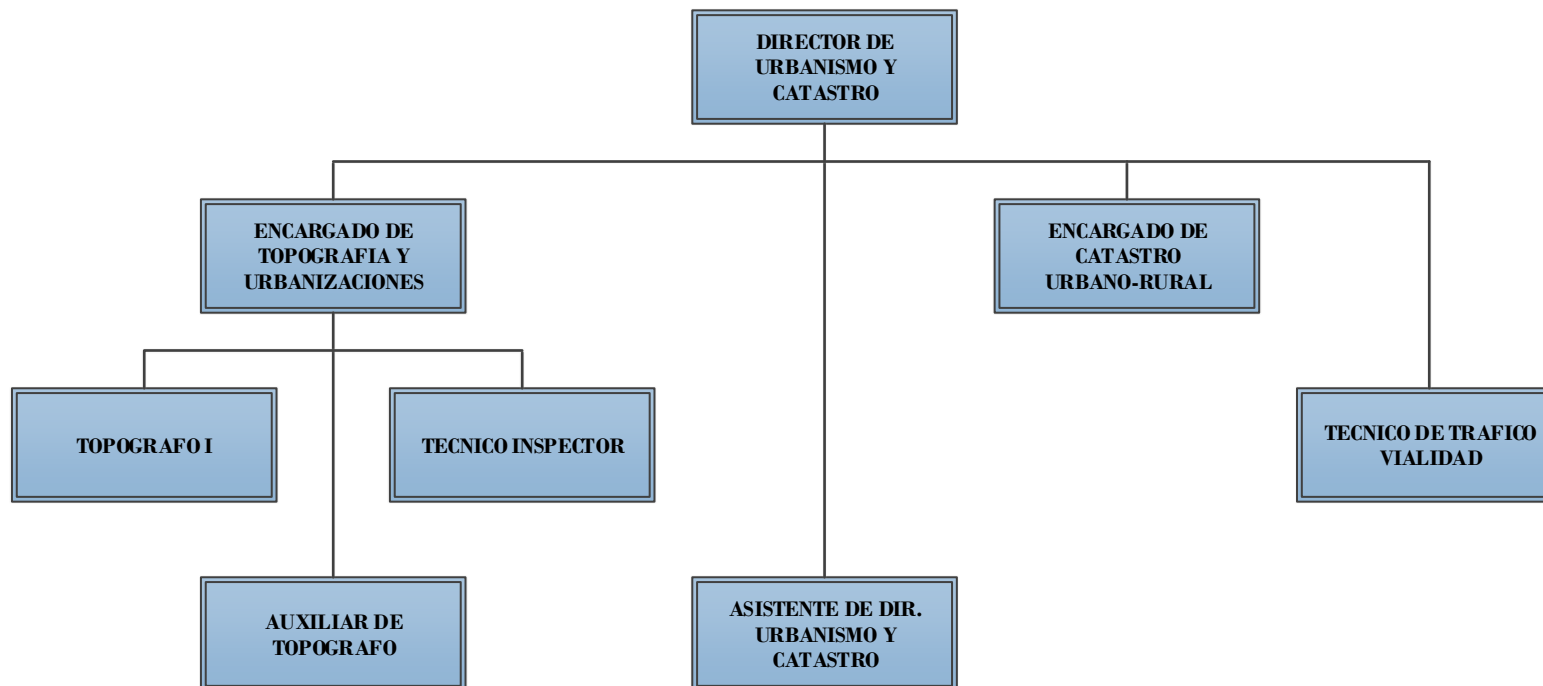 DIRECTOR DE
URBANISMO Y
CATASTRO
ENCARGADO DE
TOPOGRAFIA Y
URBANIZACIONES
ENCARGADO DE
CATASTRO
URBANO-RURAL
TOPOGRAFO I
TECNICO INSPECTOR
TECNICO DE TRAFICO
VIALIDAD
AUXILIAR DE
TOPOGRAFO
ASISTENTE DE DIR.
URBANISMO Y
CATASTRO